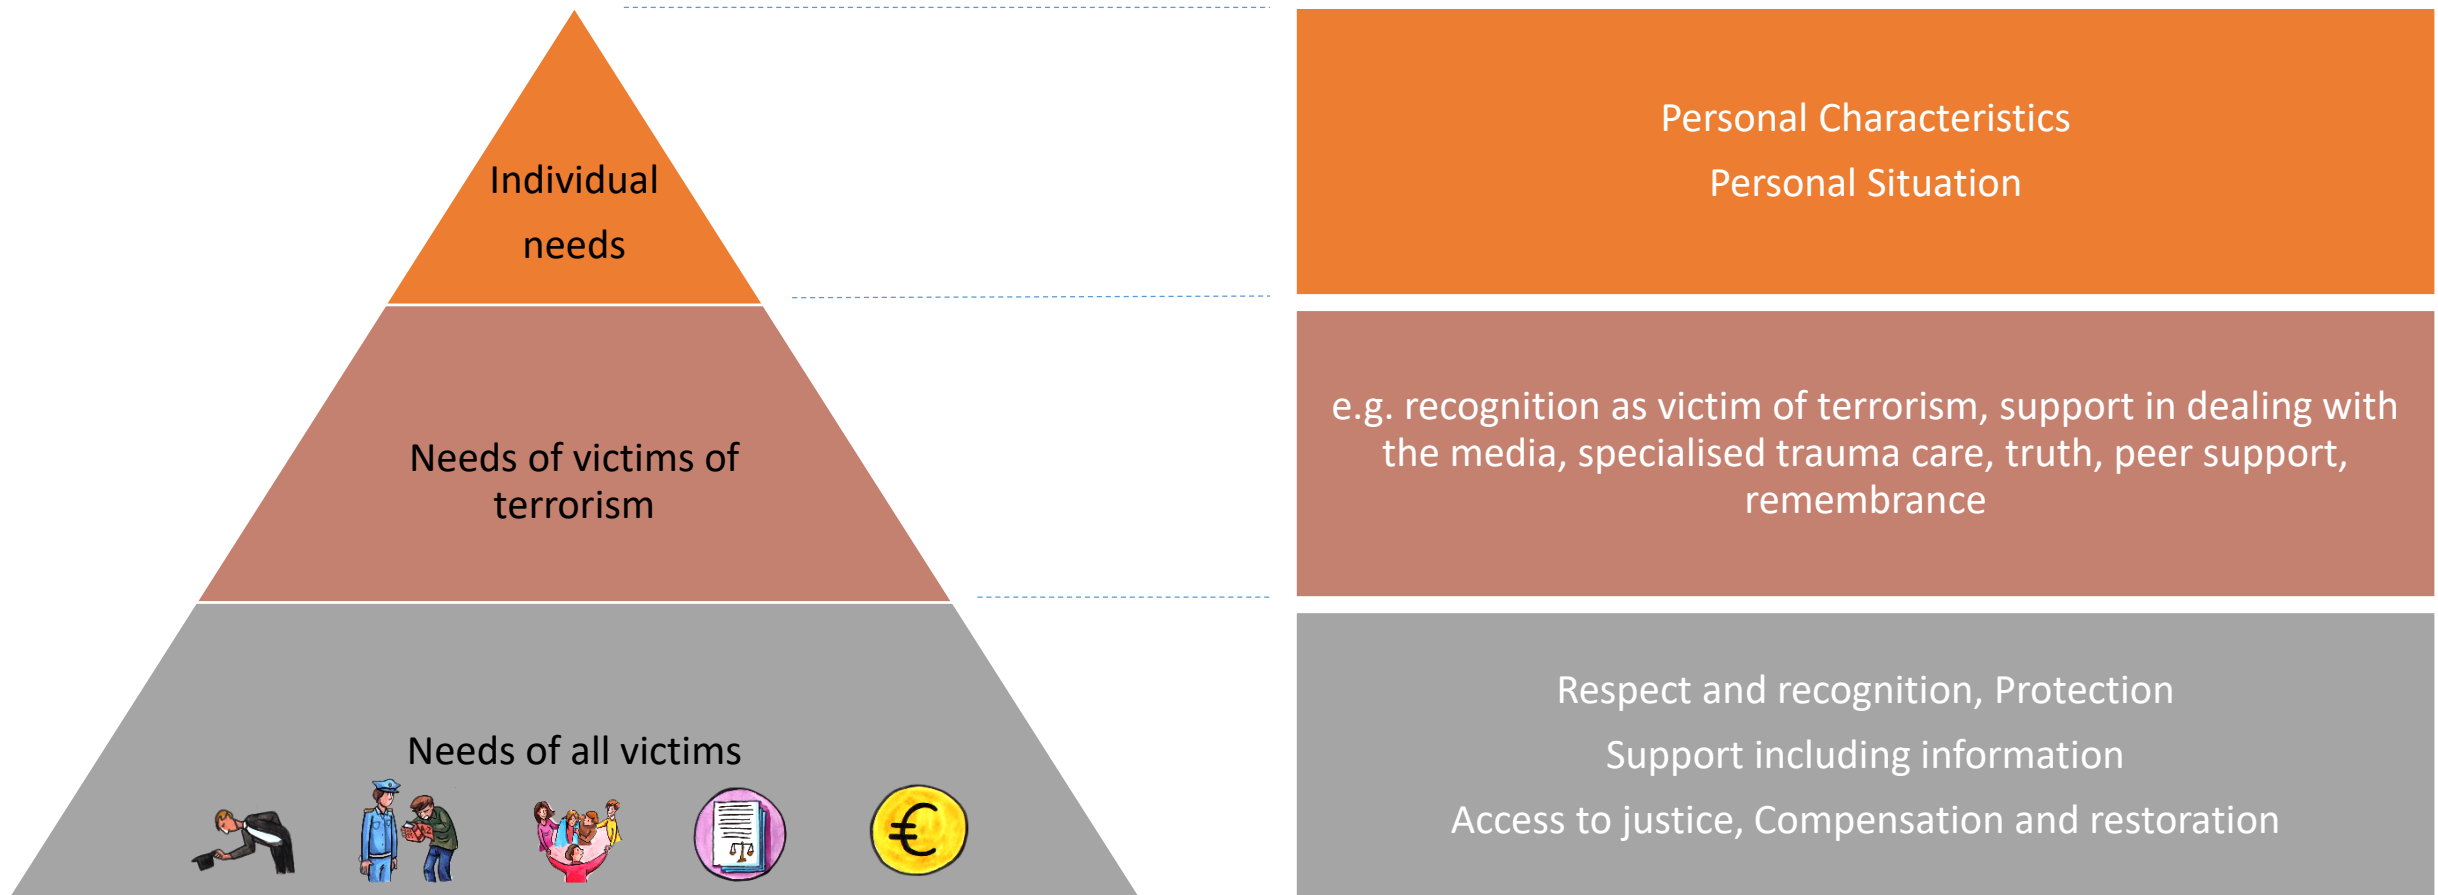 Individual
needs
Personal Characteristics
Personal Situation
Needs of victims of
terrorism
e.g. recognition as victim of terrorism, support in dealing with
the media, specialised trauma care, truth, peer support,
remembrance
Needs of all victims
€
Respect and recognition, Protection
Support including information
Access to justice, Compensation and restoration